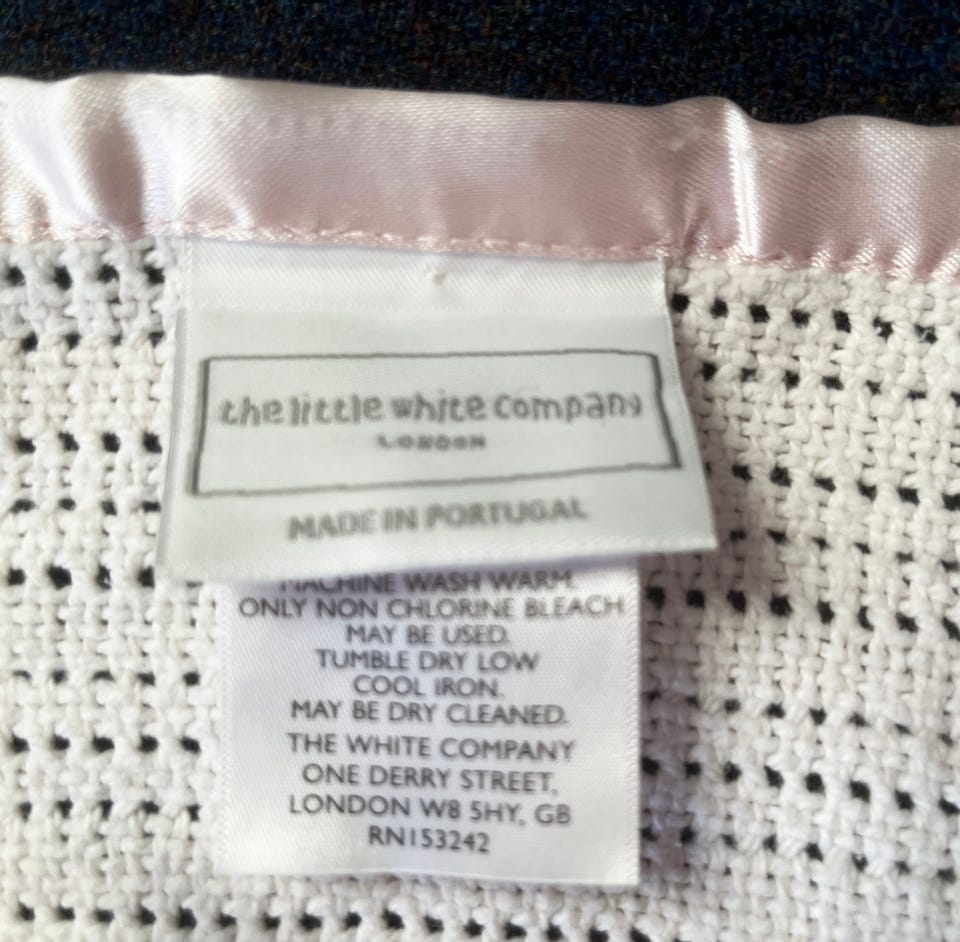 the little white company
LONDON
MADE IN PORTUGAL
MACHINE WASH WARM.
ONLY NON CHLORINE BLEACH
MAY BE USED.
TUMBLE DRY LOW
COOL IRON.
MAY BE DRY CLEANED.
THE WHITE COMPANY
ONE DERRY STREET,
LONDON W8 5HY, GB
RN153242